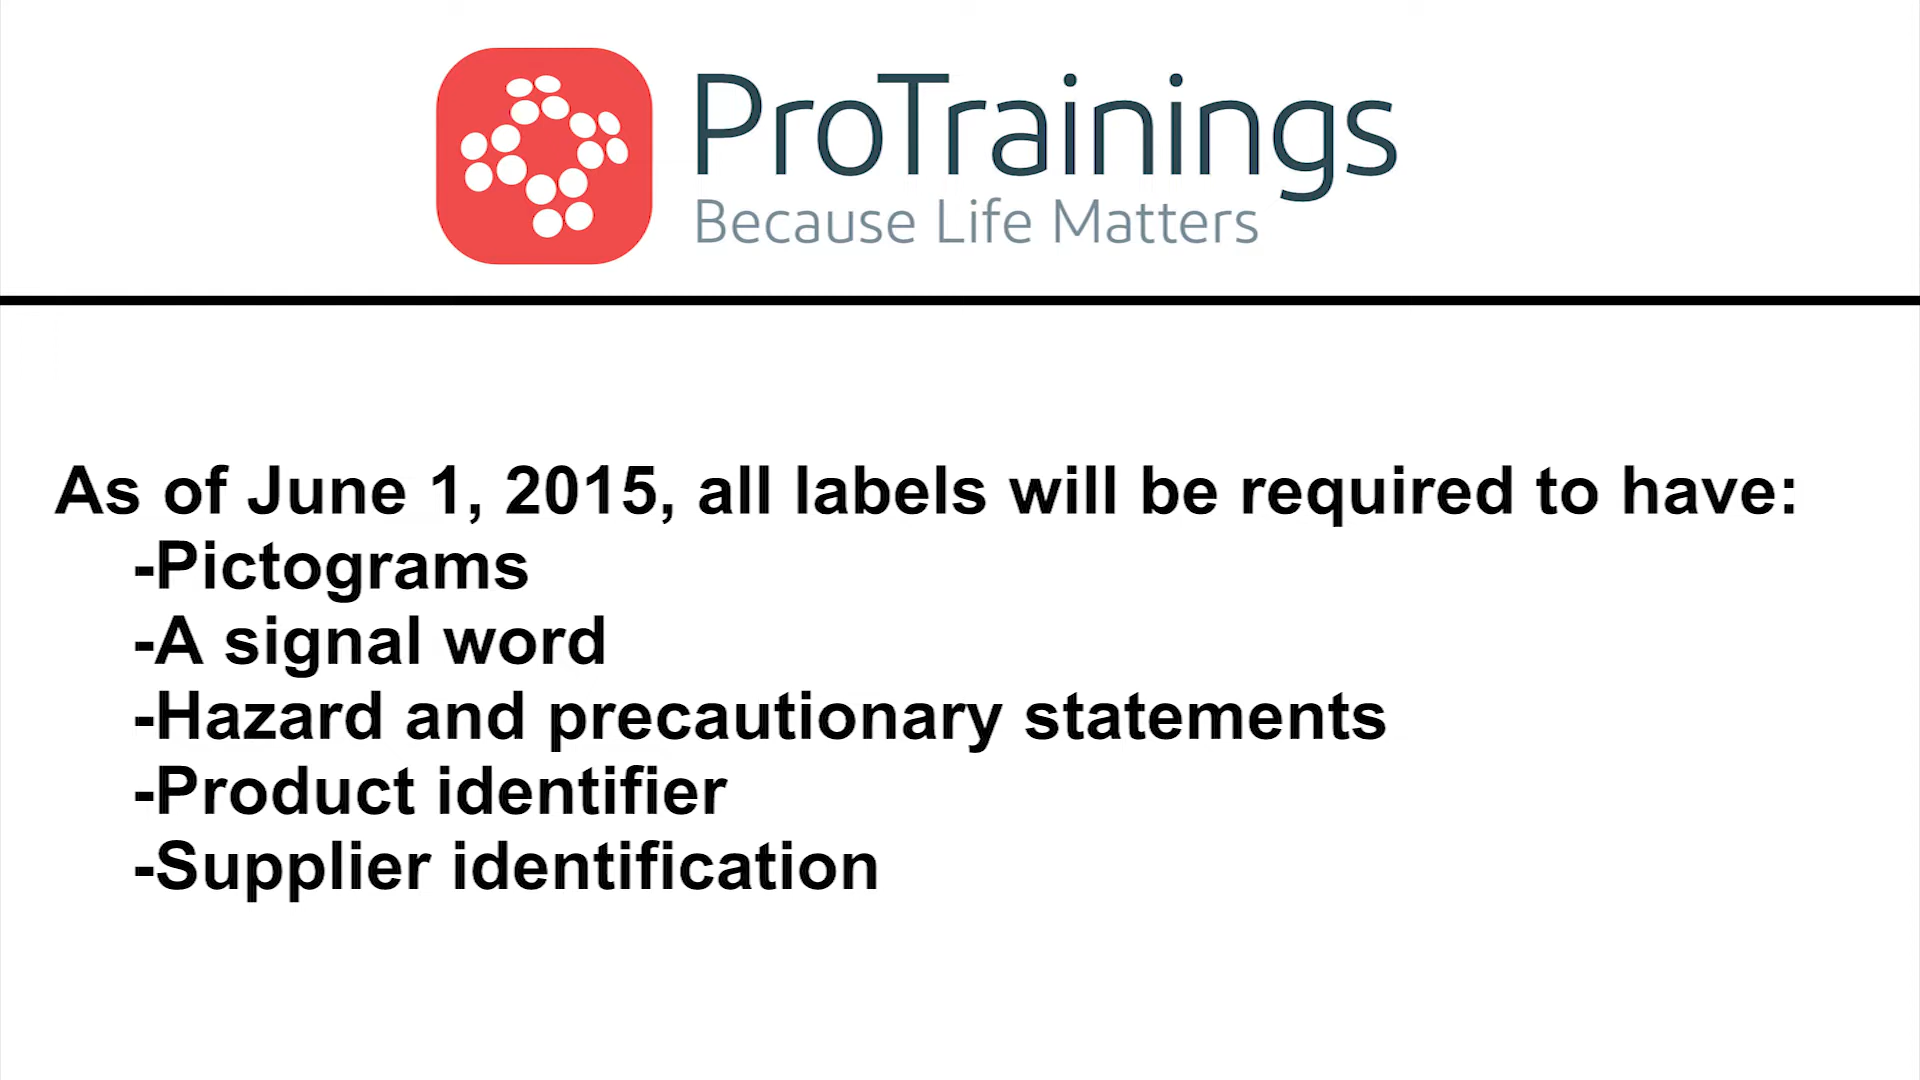 ProTrainings
Because Life Matters
As of June 1, 2015, all labels will be required to have:
-Pictograms
-A signal word
-Hazard and precautionary statements
-Product identifier
-Supplier identification